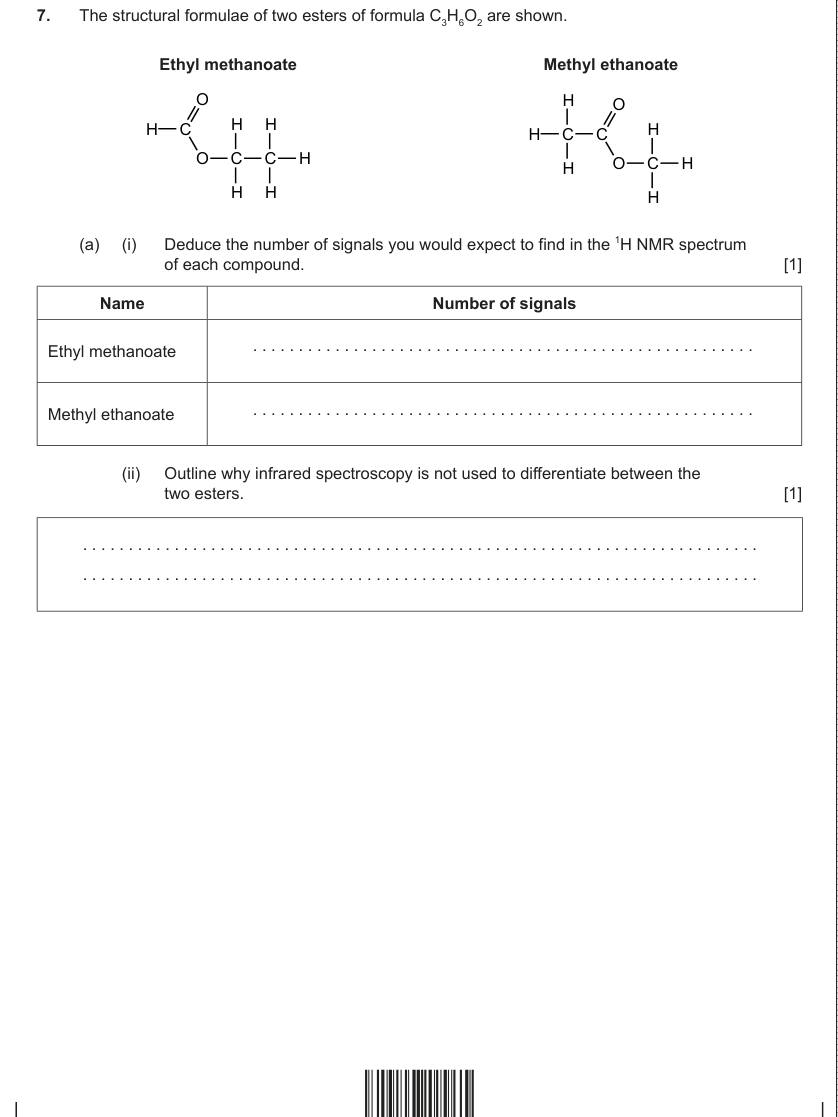 7. The structural formulae of two esters of formula C₃H₆O₂ are shown.
Ethyl methanoate Methyl ethanoate
O
H H
H—C
O—C—C—H
H H
H O
H—C—C H
H O—C—H
H
(a) (i) Deduce the number of signals you would expect to find in the ¹H NMR spectrum
of each compound. [1]
Name Number of signals
Ethyl methanoate
Methyl ethanoate
(ii) Outline why infrared spectroscopy is not used to differentiate between the
two esters. [1]